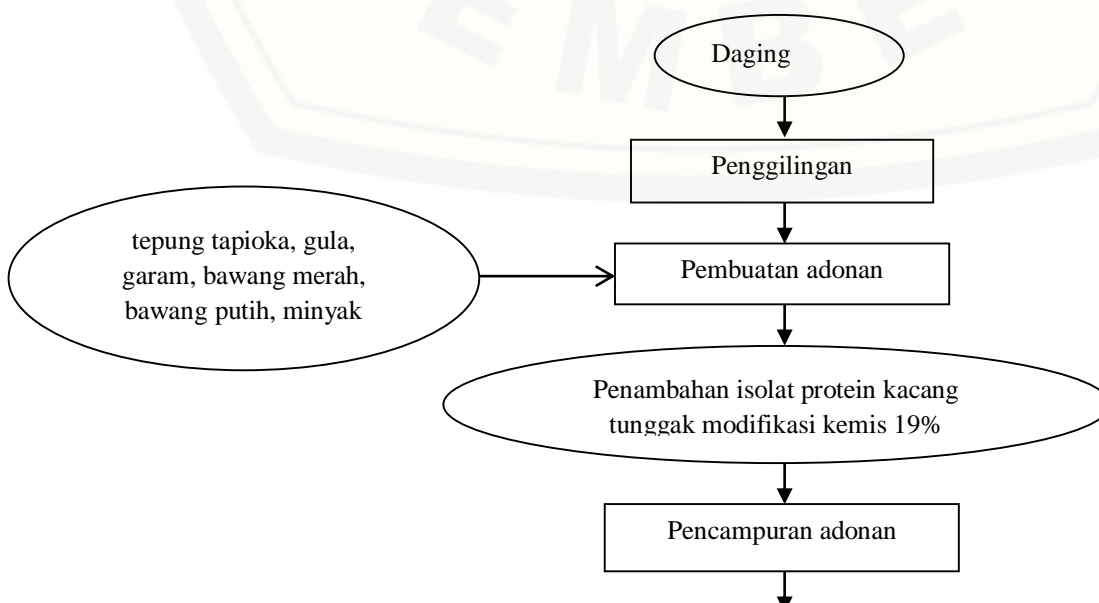 EMBE
Daging
Penggilingan
tepung tapioka, gula,
garam, bawang merah,
bawang putih, minyak
Pembuatan adonan
Penambahan isolat protein kacang
tunggak modifikasi kemis 19%
Pencampuran adonan